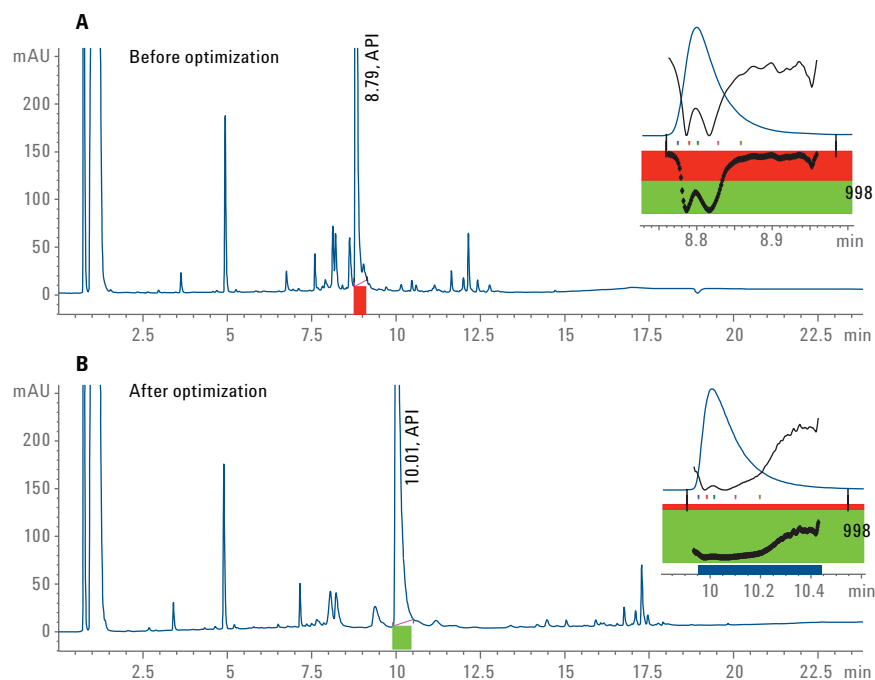 A
mAU
Before optimization
8.79, API
200
150
100
50
0
2.5 5 7.5 10 12.5 15 17.5 20 22.5 min
998
8.8 8.9 min
B
mAU
After optimization
10.01, API
200
150
100
50
0
2.5 5 7.5 10 12.5 15 17.5 20 22.5 min
998
10 10.2 10.4 min